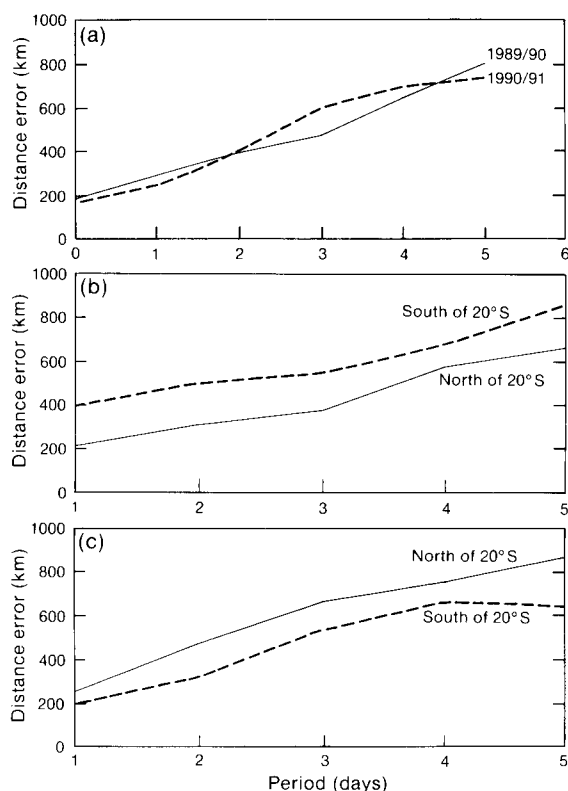 (a)
1000
800
600
400
200
0
Distance error (km)
1989/90
1990/91
0 1 2 3 4 5 6
(b)
1000
800
600
400
200
0
Distance error (km)
South of 20°S
North of 20°S
1 2 3 4 5
(c)
1000
800
600
400
200
0
Distance error (km)
North of 20°S
South of 20°S
1 2 3 4 5
Period (days)